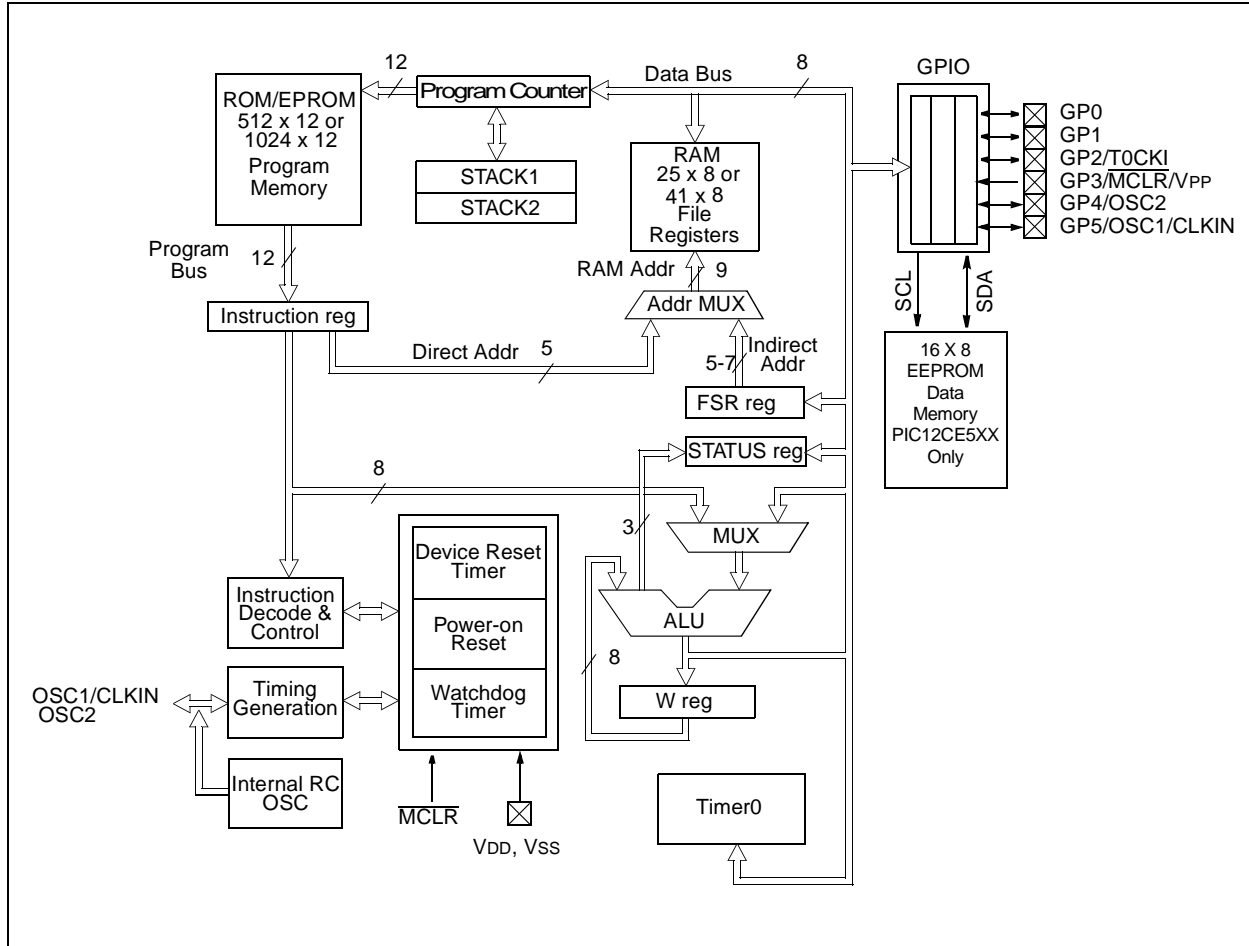 12
Data Bus
8
GPIO
ROM/EPROM
512 x 12 or
1024 x 12
Program
Memory
Program Counter
STACK1
STACK2
RAM
25 x 8 or
41 x 8
File
Registers
GP0
GP1
GP2/T0CKI
GP3/MCLR/VPP
GP4/OSC2
GP5/OSC1/CLKIN
Program
Bus
12
RAM Addr
9
SCL
SDA
Instruction reg
Addr MUX
Direct Addr
5
5-7
Indirect
Addr
16 X 8
EEPROM
Data
Memory
PIC12CE5XX
Only
FSR reg
STATUS reg
8
3
MUX
Device Reset
Timer
Instruction
Decode &
Control
Power-on
Reset
ALU
8
OSC1/CLKIN
OSC2
Timing
Generation
Watchdog
Timer
W reg
Internal RC
OSC
MCLR
VDD, VSS
Timer0